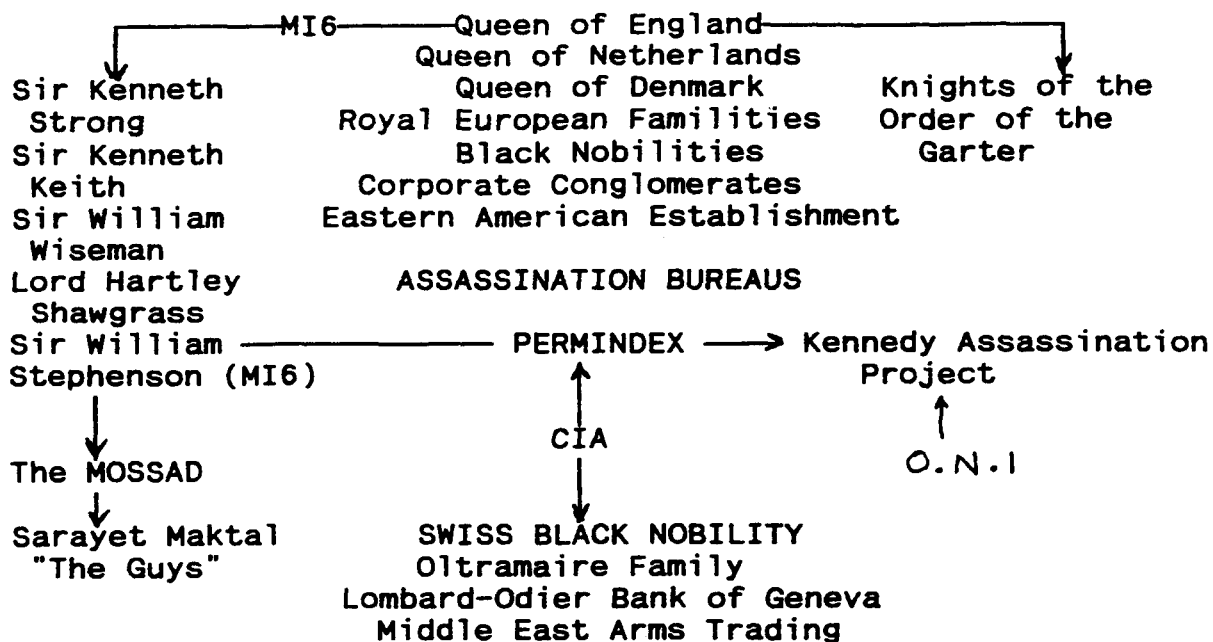 MI6 Queen of England
Queen of Netherlands
Sir Kenneth Queen of Denmark Knights of the
Strong Royal European Familities Order of the
Sir Kenneth Black Nobilities Garter
Keith Corporate Conglomerates
Sir William Eastern American Establishment
Wiseman
Lord Hartley ASSASSINATION BUREAUS
Shawgrass
Sir William PERMINDEX Kennedy Assassination
Stephenson (MI6) Project
CIA
The MOSSAD O.N.I
Sarayet Maktal SWISS BLACK NOBILITY
"The Guys" Oltramaire Family
Lombard-Odier Bank of Geneva
Middle East Arms Trading